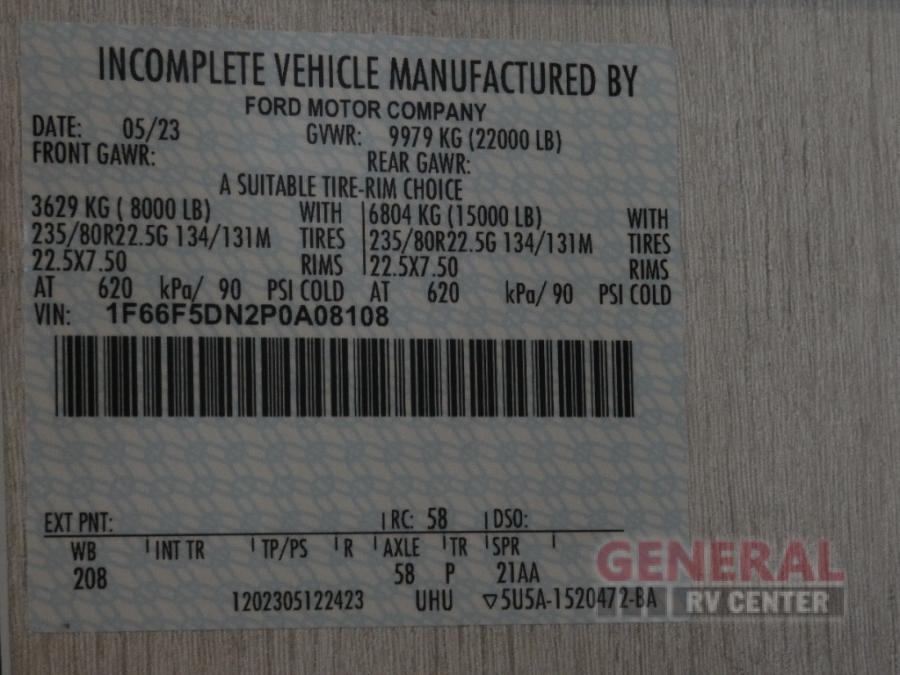 INCOMPLETE VEHICLE MANUFACTURED BY
FORD MOTOR COMPANY
DATE: 05/23 GVWR: 9979 KG (22000 LB)
FRONT GAWR: REAR GAWR:
A SUITABLE TIRE-RIM CHOICE
3629 KG ( 8000 LB) WITH 6804 KG (15000 LB) WITH
235/80R22.5G 134/131M TIRES 235/80R22.5G 134/131M TIRES
22.5X7.50 RIMS 22.5X7.50 RIMS
AT 620 kPa/ 90 PSI COLD AT 620 kPa/ 90 PSI COLD
VIN: 1F66F5DN2P0A08108
EXT PNT: RC: 58 DSO:
WB INT TR TP/PS R AXLE TR SPR
208 58 P 21AA
1202305122423 UHU 5U5A-1520472-BA
GENERAL
RV CENTER